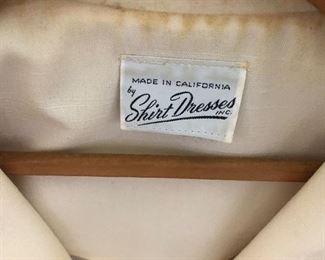 MADE IN CALIFORNIA
by
Shirt Dresses
INC.